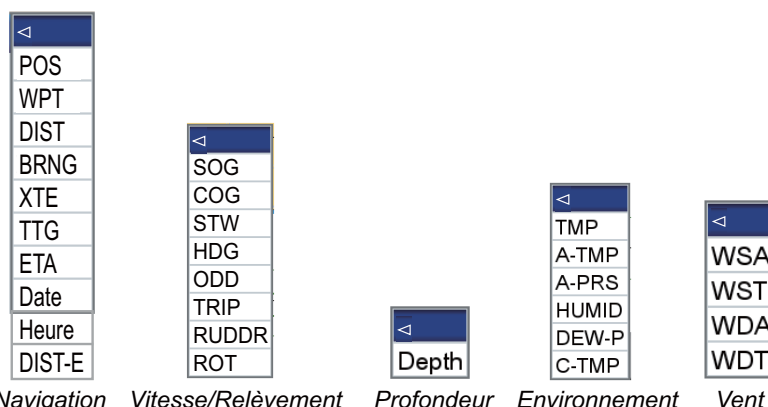 POS
WPT
DIST
BRNG
XTE
TTG
ETA
Date
Heure
DIST-E
Navigation
SOG
COG
STW
HDG
ODD
TRIP
RUDDR
ROT
Vitesse/Relèvement
Depth
Profondeur
TMP
A-TMP
A-PRS
HUMID
DEW-P
C-TMP
Environnement
WSA
WST
WDA
WDT
Vent